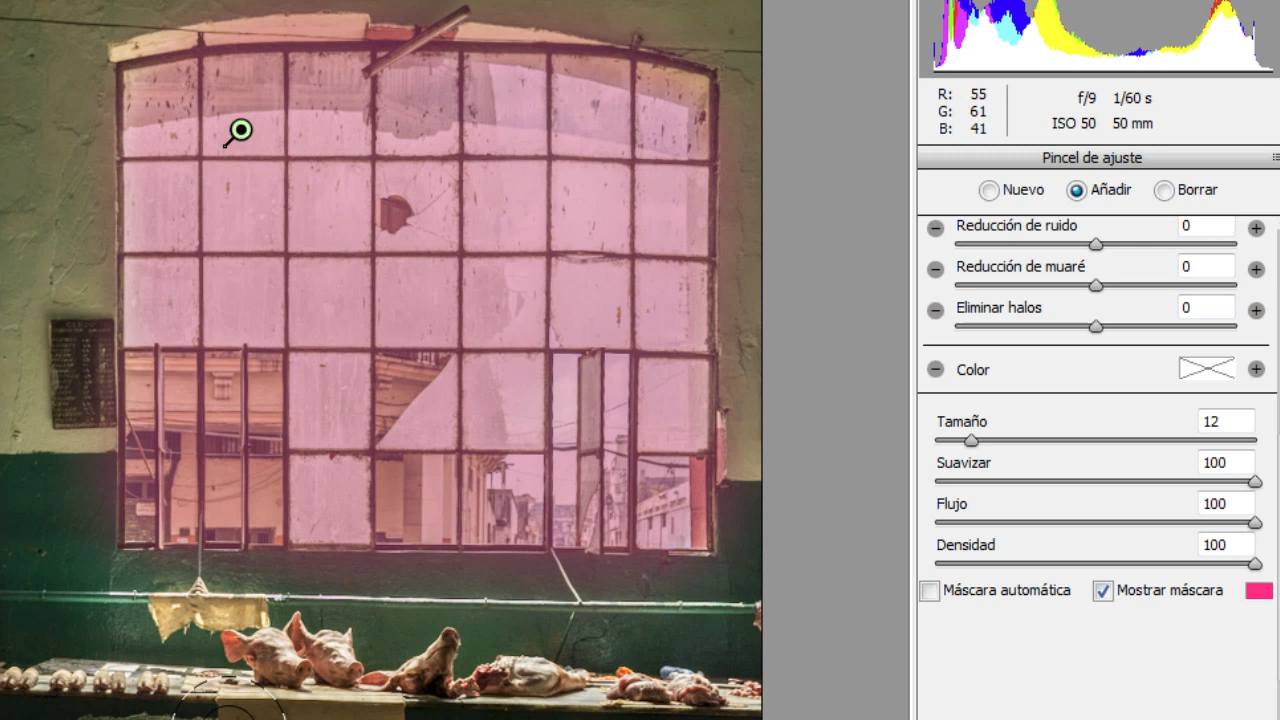 R: 55
G: 61
B: 41
f/9 1/60 s
ISO 50 50 mm
Pincel de ajuste
Nuevo Añadir Borrar
Reducción de ruido 0
Reducción de muaré 0
Eliminar halos 0
Color
Tamaño 12
Suavizar 100
Flujo 100
Densidad 100
Máscara automática Mostrar máscara